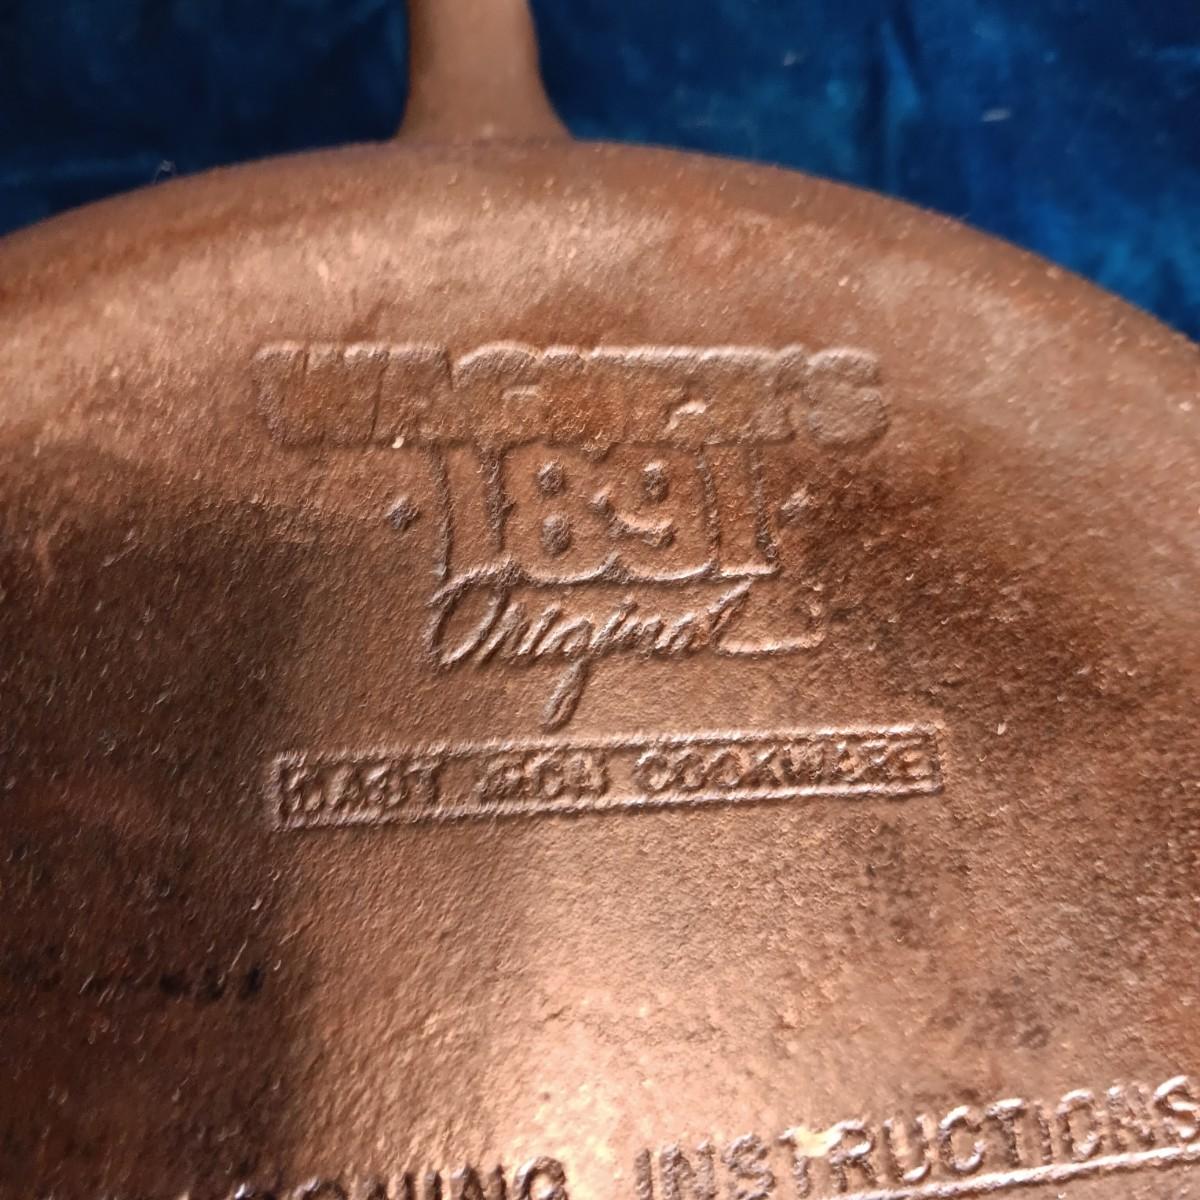 WAGNER'S
1891
Original
CAST IRON COOKWARE
INSTRUCTIONS